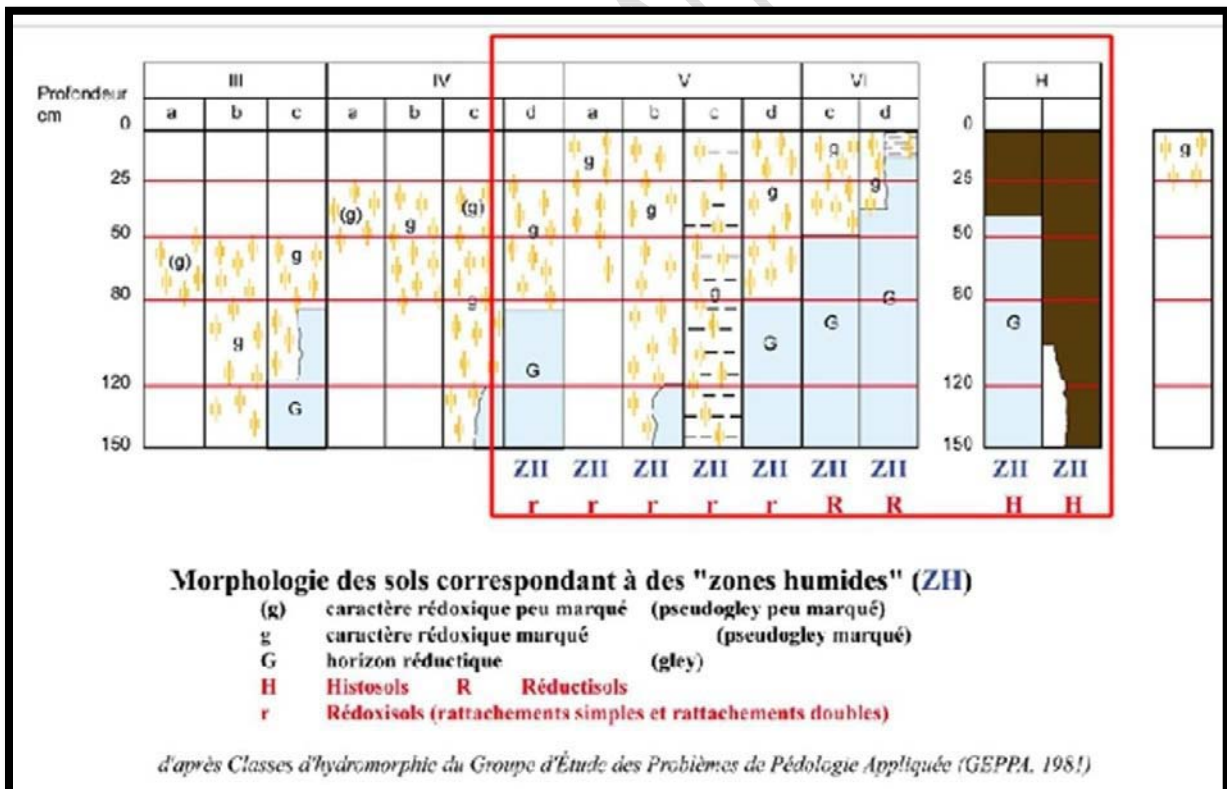 III IV V VI H
Profondeur
cm
a b c a b c d a b c d c d
0 0
g g g g
25 25
(g) g (g) g g g g g
50 50
(g) g g
80 g g G 80
g G G G G
120 G 120
150 150
ZH ZH ZH ZH ZH ZH ZH ZH ZH
r r r r r R R H H
Morphologie des sols correspondant à des "zones humides" (ZH)
(g) caractère rédoxique peu marqué (pseudogley peu marqué)
g caractère rédoxique marqué (pseudogley marqué)
G horizon réductique (gley)
H Histosols R Réductisols
r Rédoxisols (rattachements simples et rattachements doubles)
d'après Classes d'hydromorphie du Groupe d'Étude des Problèmes de Pédologie Appliquée (GEPPA, 1981)